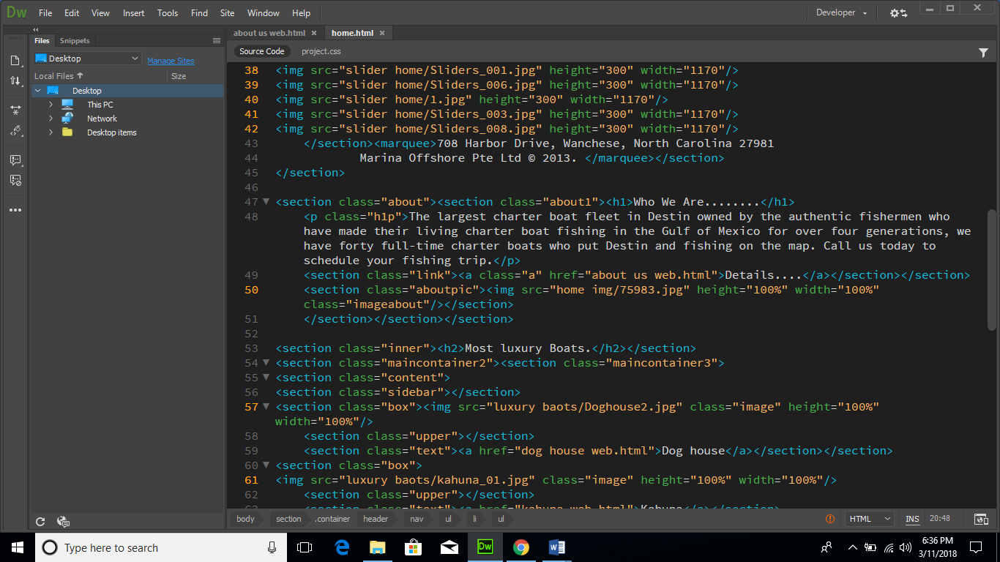 Dw File Edit View Insert Tools Find Site Window Help Developer
Files Snippets
Desktop Manage Sites
Local Files Size
Desktop
This PC
Network
Desktop items
about us web.html × home.html ×
Source Code project.css
38 <img src="slider home/Sliders_001.jpg" height="300" width="1170"/>
39 <img src="slider home/Sliders_006.jpg" height="300" width="1170"/>
40 <img src="slider home/1.jpg" height="300" width="1170"/>
41 <img src="slider home/Sliders_003.jpg" height="300" width="1170"/>
42 <img src="slider home/Sliders_008.jpg" height="300" width="1170"/>
43 </section><marquee>708 Harbor Drive, Wanchese, North Carolina 27981
44 Marina Offshore Pte Ltd © 2013. </marquee></section>
45 </section>
46
47 <section class="about"><section class="about1"><h1>Who We Are........</h1>
48 <p class="h1p">The largest charter boat fleet in Destin owned by the authentic fishermen who
have made their living charter boat fishing in the Gulf of Mexico for over four generations, we
have forty full-time charter boats who put Destin and fishing on the map. Call us today to
schedule your fishing trip.</p>
49 <section class="link"><a class="a" href="about us web.html">Details....</a></section></section>
50 <section class="aboutpic"><img src="home img/75983.jpg" height="100%" width="100%"
class="imageabout"/></section>
51 </section></section></section>
52
53 <section class="inner"><h2>Most luxury Boats.</h2></section>
54 <section class="maincontainer2"><section class="maincontainer3">
55 <section class="content">
56 <section class="sidebar"></section>
57 <section class="box"><img src="luxury baots/Doghouse2.jpg" class="image" height="100%"
width="100%"/>
58 <section class="upper"></section>
59 <section class="text"><a href="dog house web.html">Dog house</a></section></section>
60 <section class="box">
61 <img src="luxury baots/kahuna_01.jpg" class="image" height="100%" width="100%"/>
62 <section class="upper"></section>
63 <section class="text"><a href="kahuna web.html">Kahuna</a></section>
body section .container header nav ul li ul HTML INS 20:48
Type here to search
Dw
6:36 PM
3/11/2018